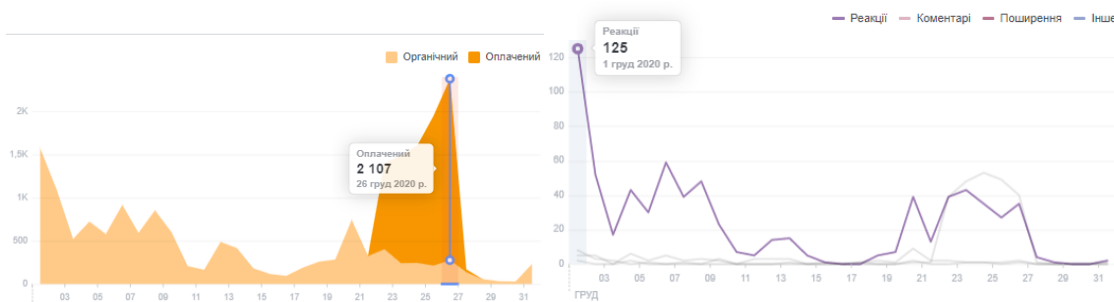 Органічний Оплачений
2K
1,5K
1K
500
0
Оплачений
2 107
26 груд 2020 р.
03 05 07 09 11 13 15 17 19 21 23 25 27 29 31
Реакції Коментарі Поширення Інше
Реакції
125
1 груд 2020 р.
120
100
80
60
40
20
0
03 05 07 09 11 13 15 17 19 21 23 25 27 29 31
ГРУД